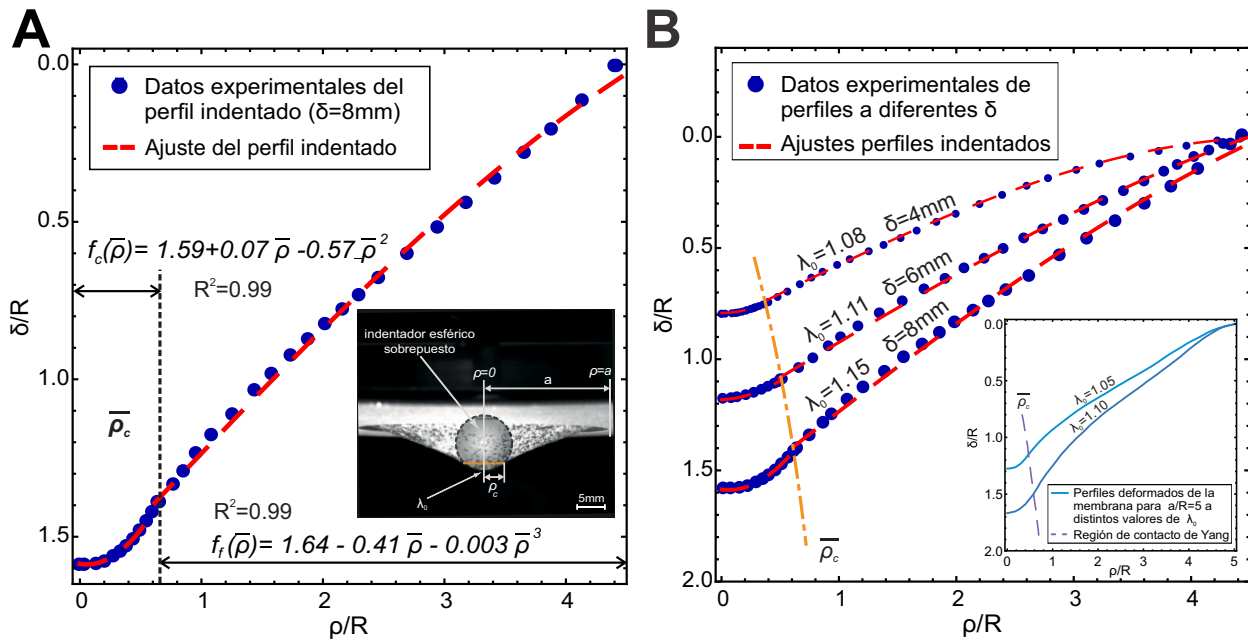 A
0.0
0.5
1.0
1.5
δ/R
Datos experimentales del
perfil indentado (δ=8mm)
Ajuste del perfil indentado
f_c(ρ̅)= 1.59+0.07 ρ̅ -0.57 ρ̅²
R²=0.99
ρ̅_c
indentador esférico
sobrepuesto
ρ=0
a
ρ=a
λ₀
ρ_c
5mm
R²=0.99
f_f(ρ̅)= 1.64 - 0.41 ρ̅ - 0.003 ρ̅³
0 1 2 3 4
ρ/R
B
0.0
0.5
1.0
1.5
2.0
δ/R
Datos experimentales de
perfiles a diferentes δ
Ajustes perfiles indentados
λ₀=1.08 δ=4mm
λ₀=1.11 δ=6mm
λ₀=1.15 δ=8mm
ρ̅_c
0.0
0.5
1.0
1.5
2.0
δ/R
λ₀=1.05
λ₀=1.10
ρ̅_c
Perfiles deformados de la
membrana para a/R=5 a
distintos valores de λ₀
Región de contacto de Yang
0 1 2 3 4 5
ρ/R
0 1 2 3 4
ρ/R